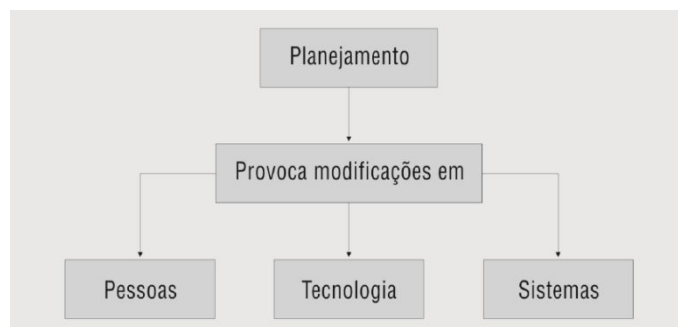 Planejamento
Provoca modificações em
Pessoas
Tecnologia
Sistemas